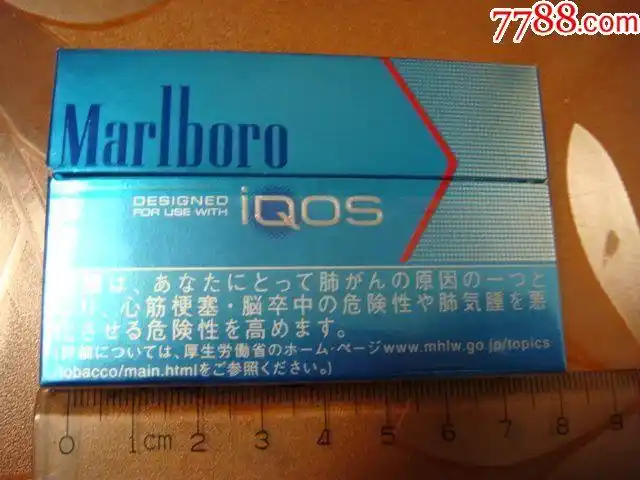 7788.com
Marlboro
DESIGNED
FOR USE WITH
iQOS
は、あなたにとって肺がんの原因の一つと
り、心筋梗塞・脳卒中の危険性や肺気腫を悪
させる危険性を高めます。
詳細については、厚生労働省のホーム・ページwww.mhlw.go.jp/topics
tobacco/main.htmlをご参照ください。)
0 1cm 2 3 4 5 6 7 8 9